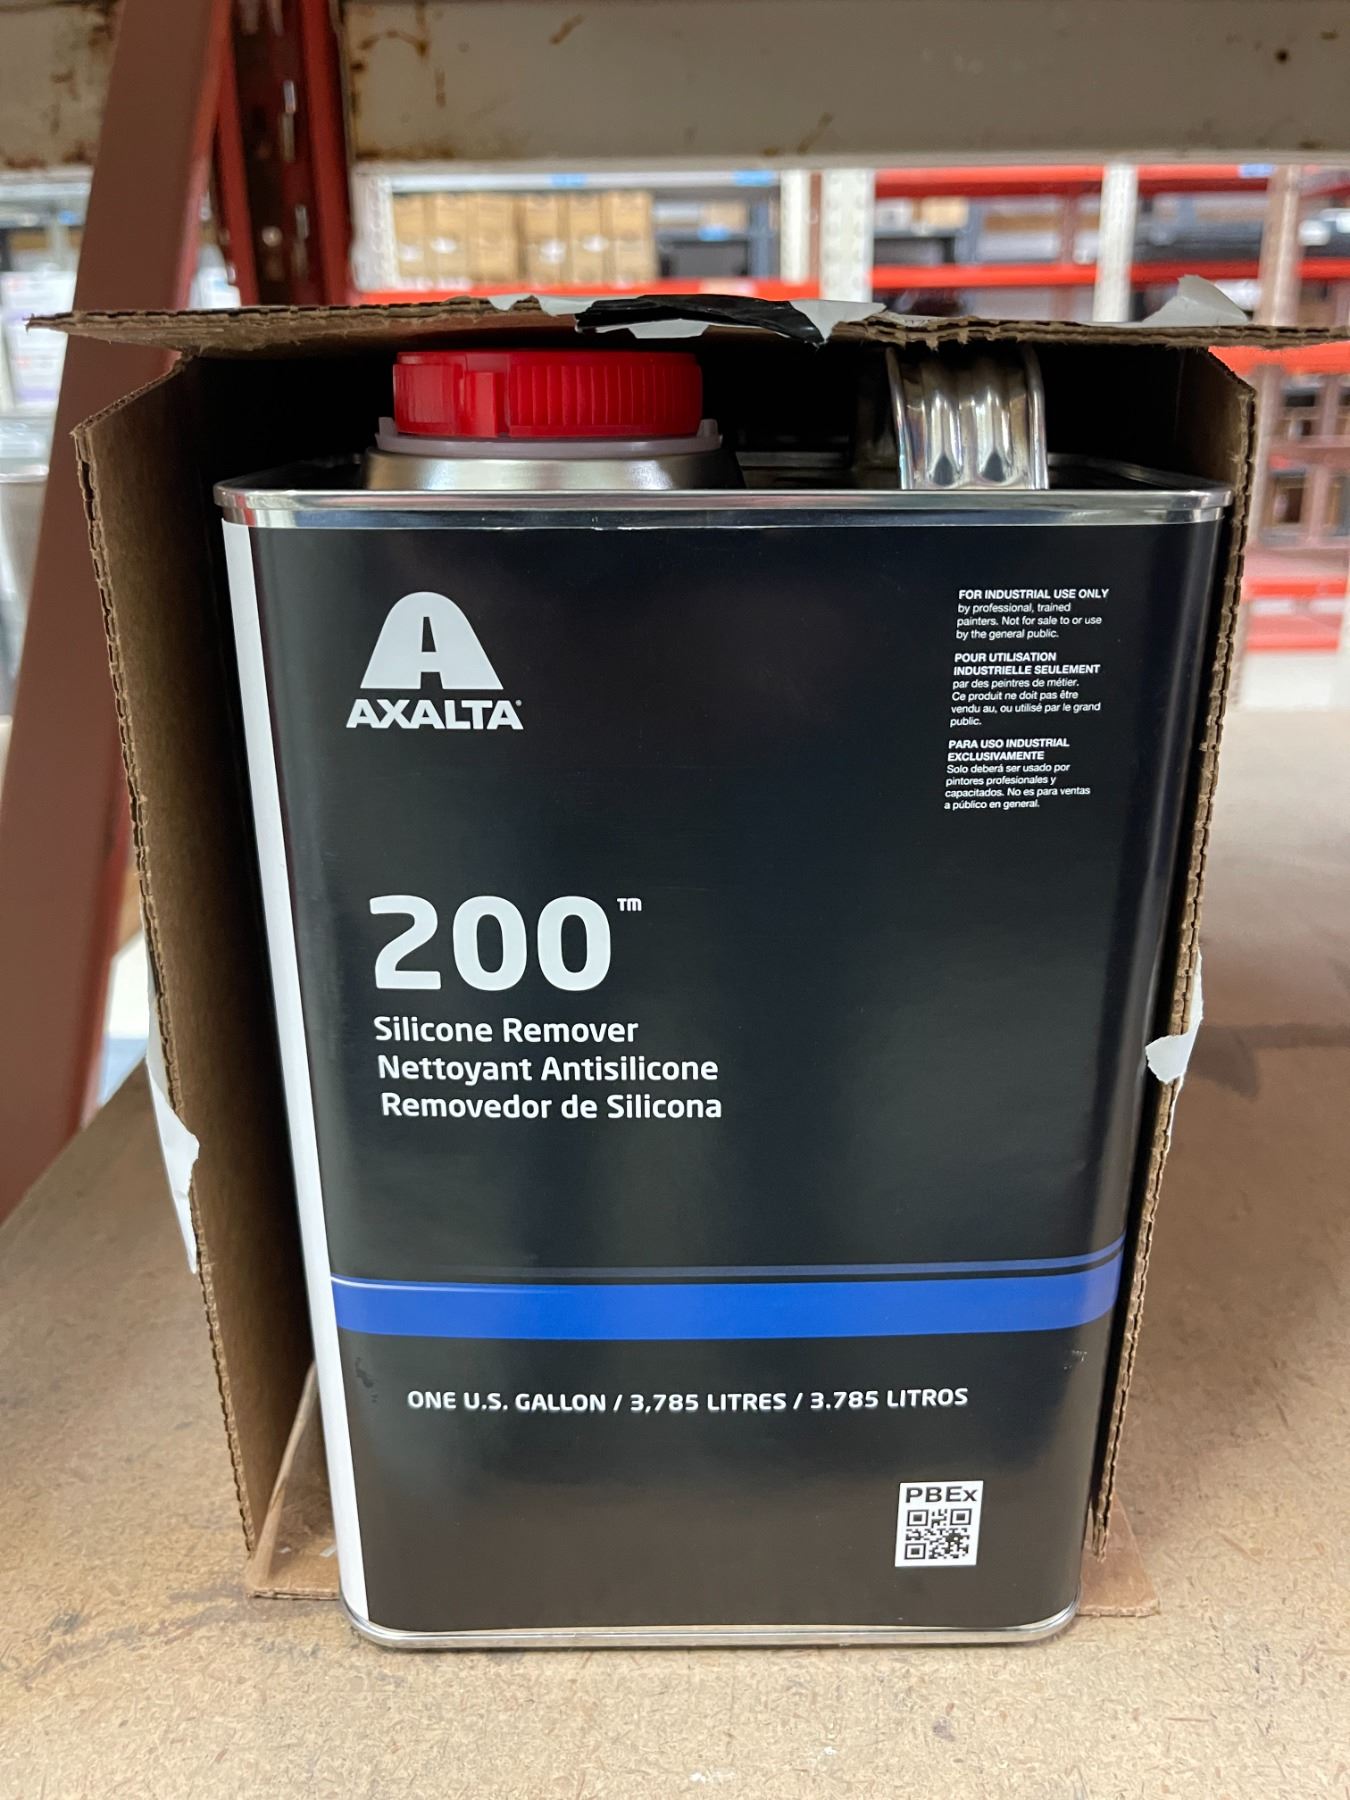 A
AXALTA
FOR INDUSTRIAL USE ONLY
by professional, trained
painters. Not for sale to or use
by the general public.
POUR UTILISATION
INDUSTRIELLE SEULEMENT
par des peintres de métier.
Ce produit ne doit pas être
vendu au, ou utilisé par le grand
public.
PARA USO INDUSTRIAL
EXCLUSIVAMENTE
Solo deberá ser usado por
pintores profesionales y
capacitados. No es para ventas
a público en general.
200™
Silicone Remover
Nettoyant Antisilicone
Removedor de Silicona
ONE U.S. GALLON / 3,785 LITRES / 3.785 LITROS
PBEx